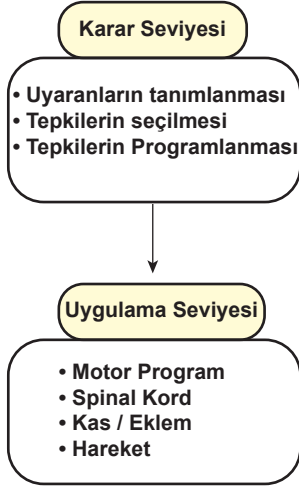 Karar Seviyesi
• Uyaranların tanımlanması
• Tepkilerin seçilmesi
• Tepkilerin Programlanması
Uygulama Seviyesi
• Motor Program
• Spinal Kord
• Kas / Eklem
• Hareket